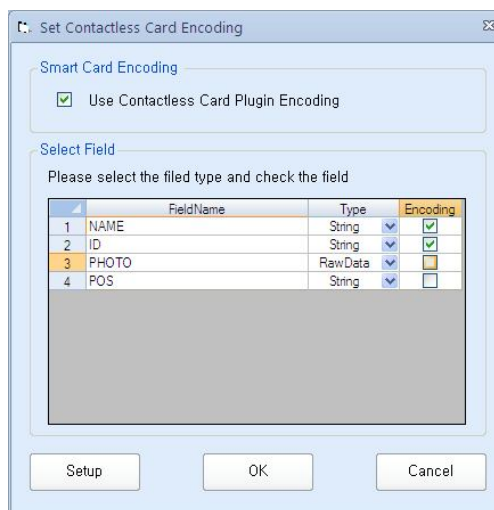 Set Contactless Card Encoding
Smart Card Encoding
Use Contactless Card Plugin Encoding
Select Field
Please select the filed type and check the field
FieldName Type Encoding
1 NAME String
2 ID String
3 PHOTO RawData
4 POS String
Setup OK Cancel